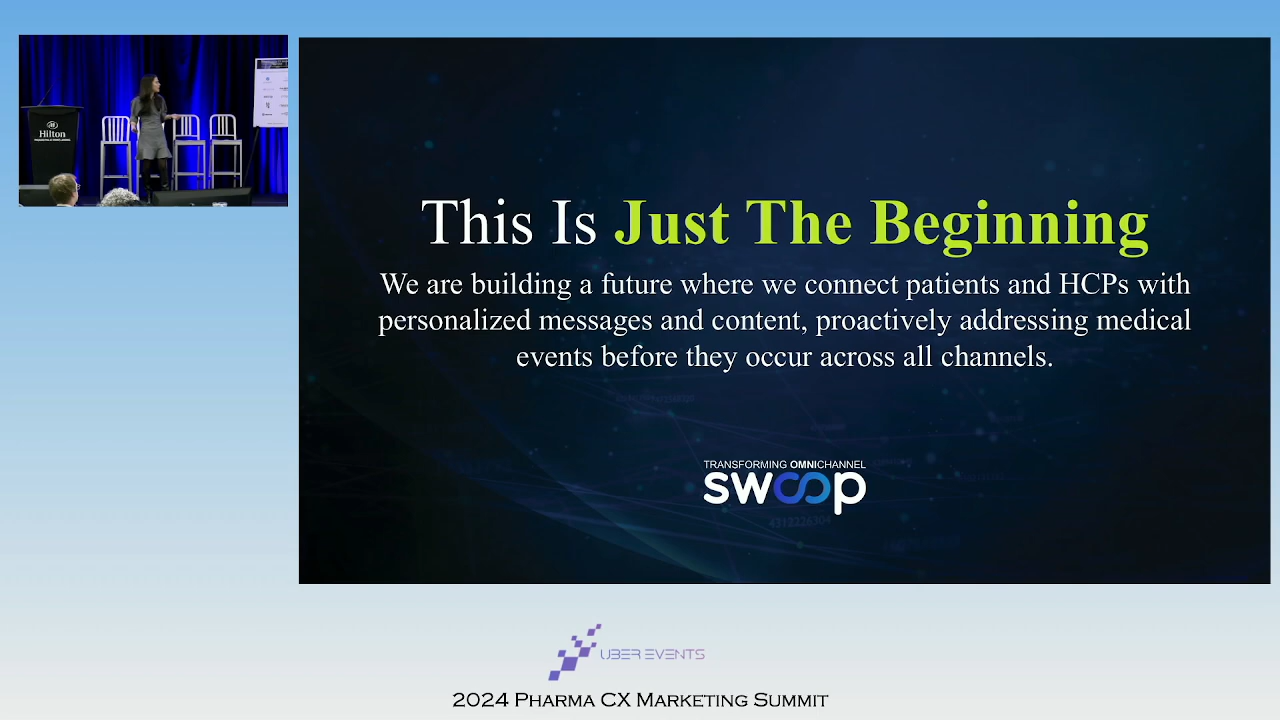 Hilton
This Is Just The Beginning
We are building a future where we connect patients and HCPs with
personalized messages and content, proactively addressing medical
events before they occur across all channels.
TRANSFORMING OMNICHANNEL
swoop
4312226304
UBER EVENTS
2024 Pharma CX Marketing Summit